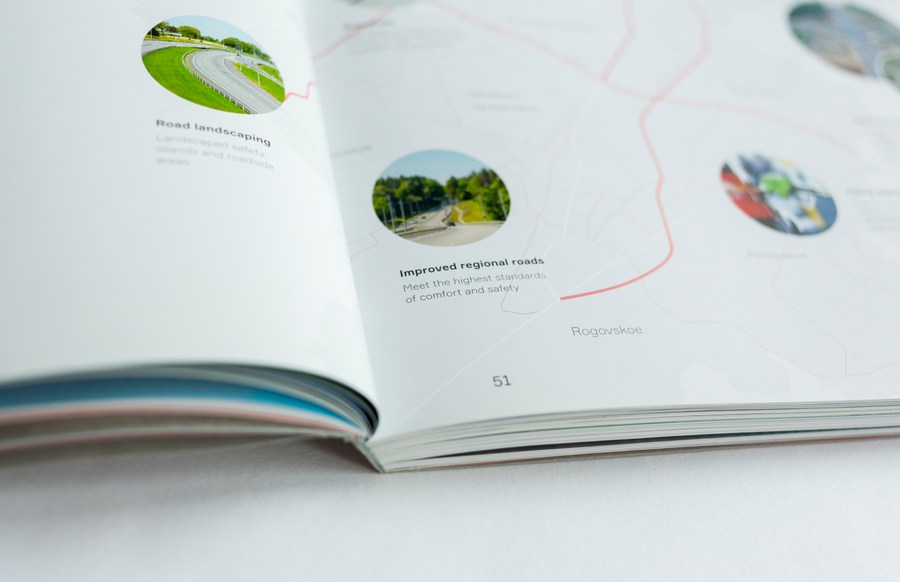 Road landscaping
Landscaped safety
islands and roadside
areas
Improved regional roads
Meet the highest standards
of comfort and safety
Rogovskoe
51